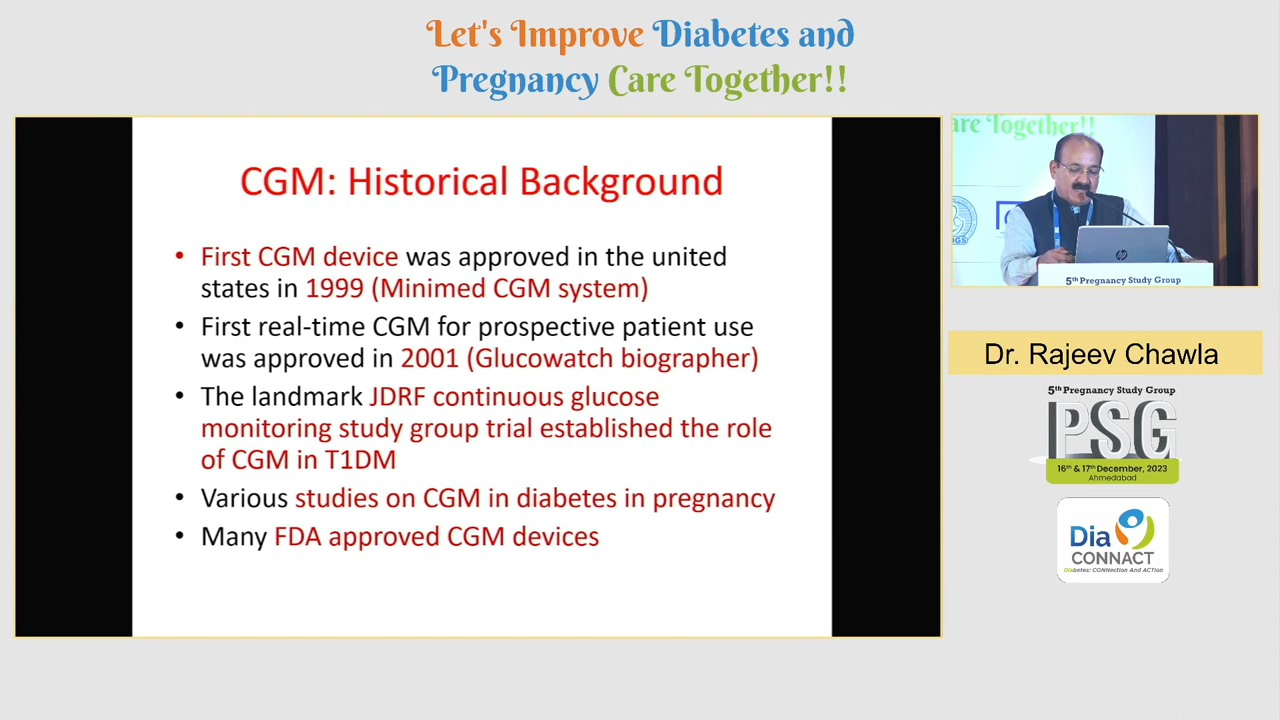 Let's Improve Diabetes and
Pregnancy Care Together!!
CGM: Historical Background
• First CGM device was approved in the united
states in 1999 (Minimed CGM system)
• First real-time CGM for prospective patient use
was approved in 2001 (Glucowatch biographer)
• The landmark JDRF continuous glucose
monitoring study group trial established the role
of CGM in T1DM
• Various studies on CGM in diabetes in pregnancy
• Many FDA approved CGM devices
are Together!!
hp
5th Pregnancy Study Group
Dr. Rajeev Chawla
5th Pregnancy Study Group
PSG
16th & 17th December, 2023
Ahmedabad
Dia
CONNACT
Diabetes: CONNection And ACTion